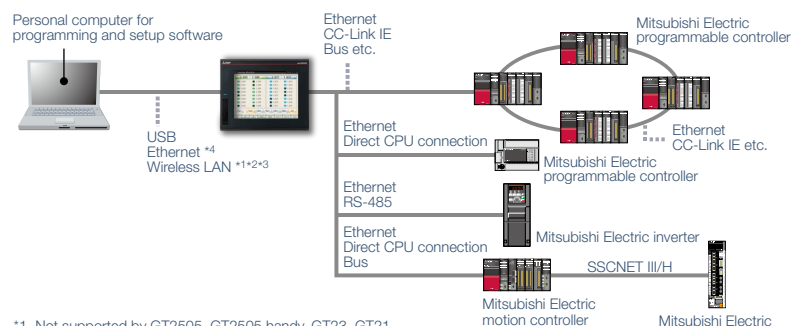 Personal computer for
programming and setup software
Ethernet
CC-Link IE
Bus etc.
Mitsubishi Electric
programmable controller
USB
Ethernet *4
Wireless LAN *1*2*3
Ethernet
Direct CPU connection
Ethernet
CC-Link IE etc.
Mitsubishi Electric
programmable controller
Ethernet
RS-485
Mitsubishi Electric inverter
Ethernet
Direct CPU connection
Bus
SSCNET III/H
Mitsubishi Electric
motion controller
Mitsubishi Electric
*1 Not supported by GT2505, GT2505 handy, GT23, GT21